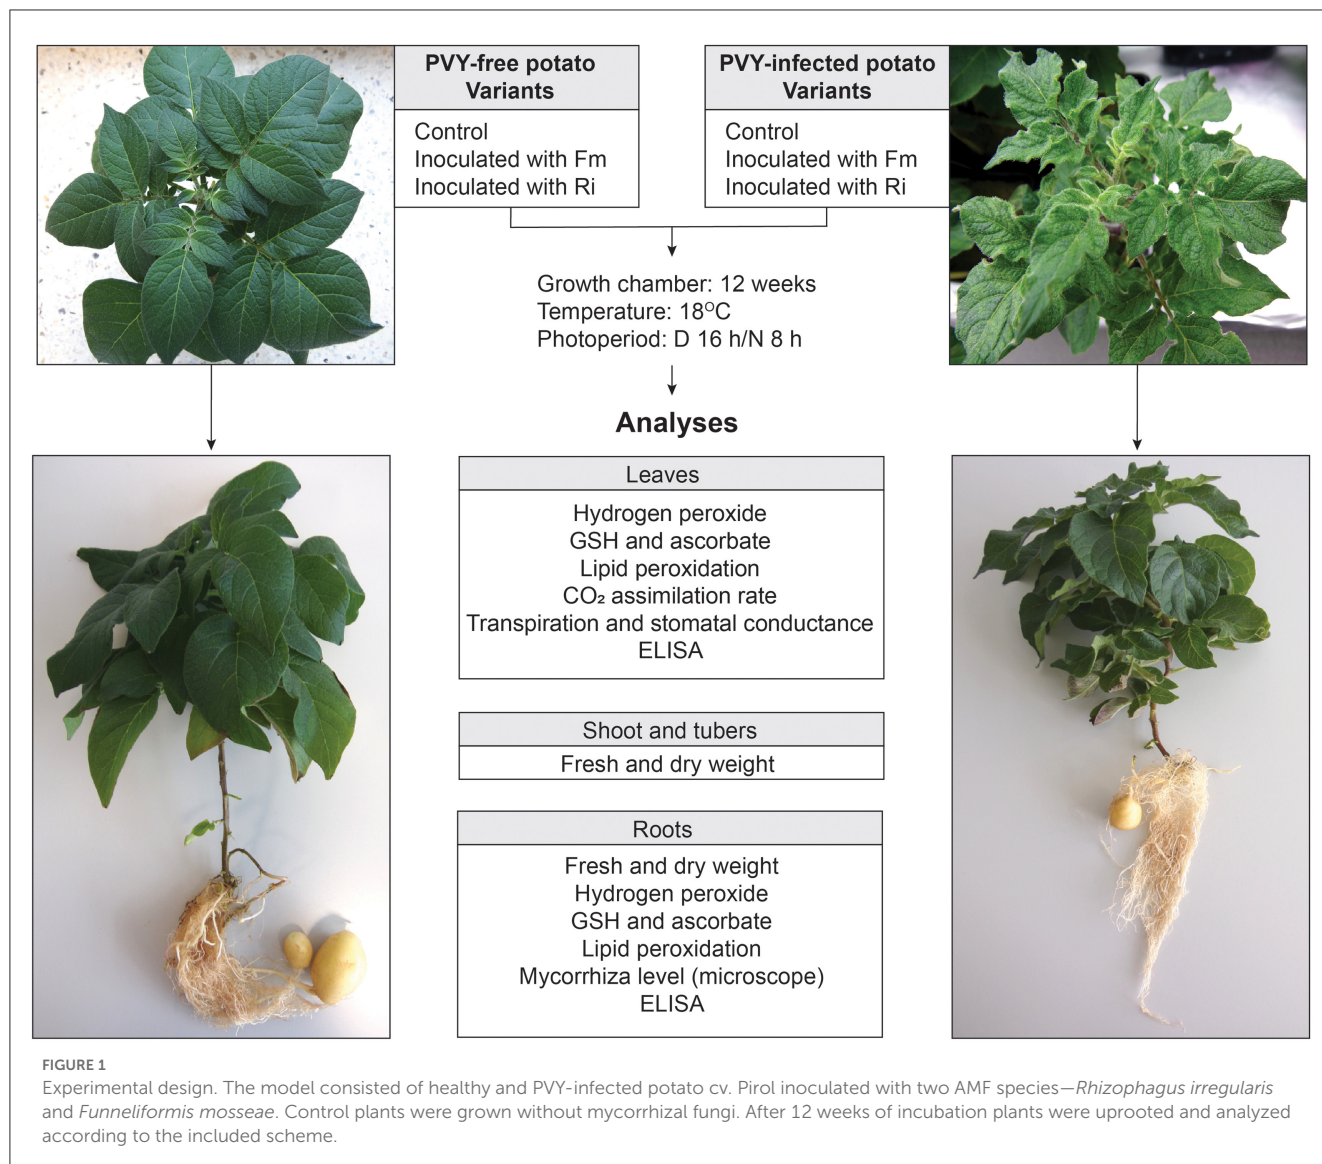 PVY-free potato
Variants
Control
Inoculated with Fm
Inoculated with Ri
PVY-infected potato
Variants
Control
Inoculated with Fm
Inoculated with Ri
Growth chamber: 12 weeks
Temperature: 18°C
Photoperiod: D 16 h/N 8 h
Analyses
Leaves
Hydrogen peroxide
GSH and ascorbate
Lipid peroxidation
CO₂ assimilation rate
Transpiration and stomatal conductance
ELISA
Shoot and tubers
Fresh and dry weight
Roots
Fresh and dry weight
Hydrogen peroxide
GSH and ascorbate
Lipid peroxidation
Mycorrhiza level (microscope)
ELISA
FIGURE 1
Experimental design. The model consisted of healthy and PVY-infected potato cv. Pirol inoculated with two AMF species—Rhizophagus irregularis
and Funneliformis mosseae. Control plants were grown without mycorrhizal fungi. After 12 weeks of incubation plants were uprooted and analyzed
according to the included scheme.